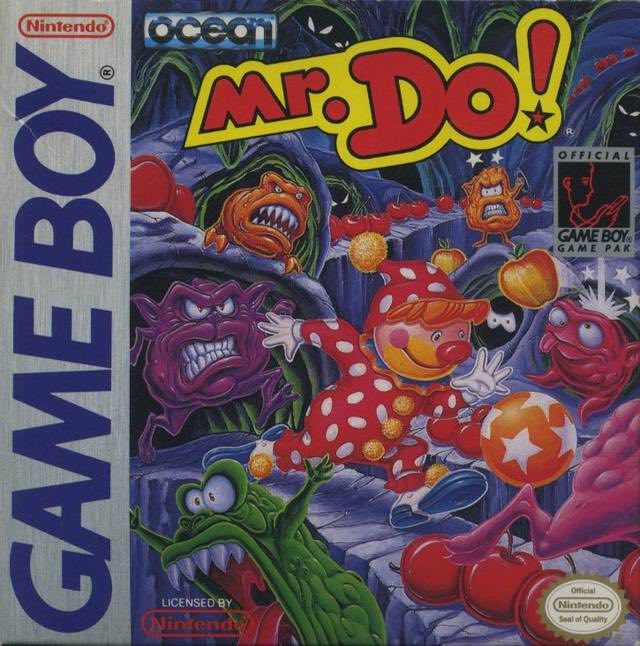 Nintendo®
GAME BOY®
ocean
Mr. Do!®
OFFICIAL
GAME BOY®
GAME PAK
LICENSED BY
Nintendo
Official
Nintendo
Seal of Quality